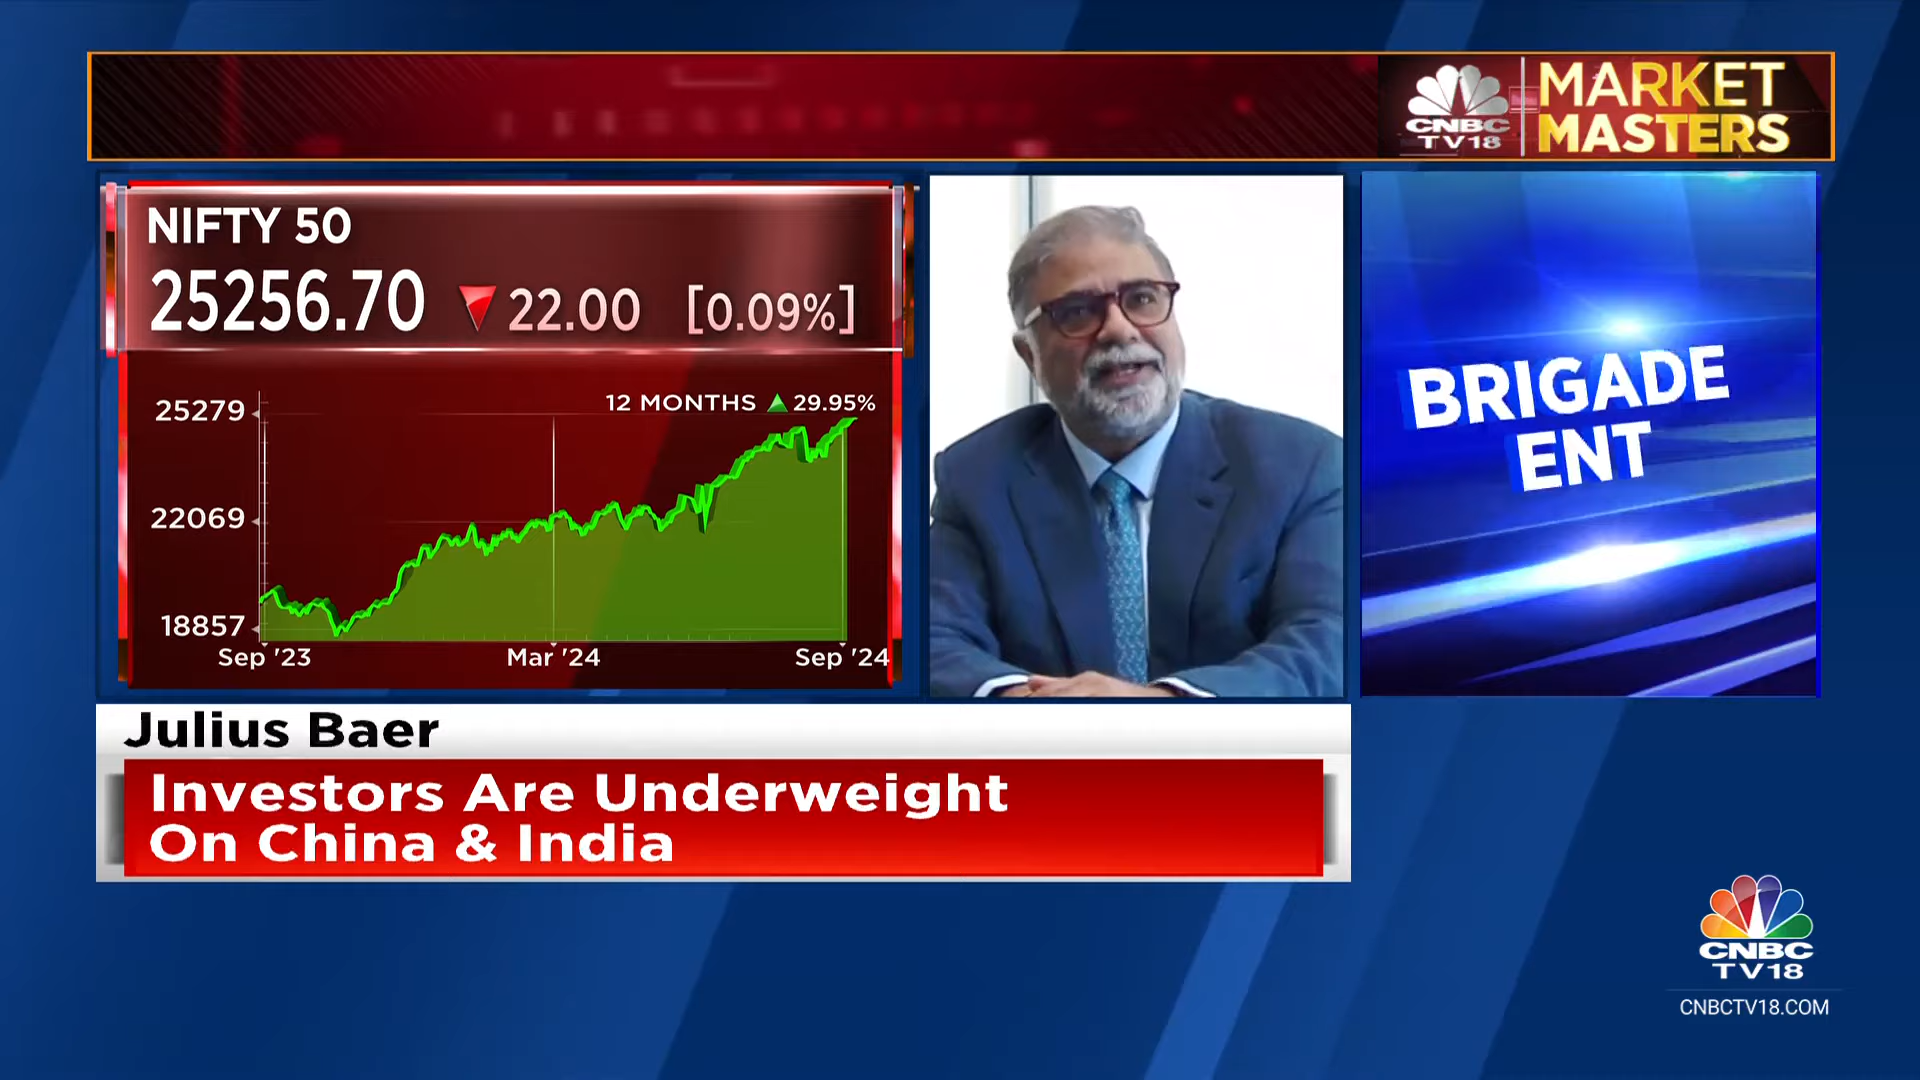 CNBC
TV18
MARKET
MASTERS
NIFTY 50
25256.70 ▼ 22.00 [0.09%]
12 MONTHS ▲ 29.95%
25279
22069
18857
Sep '23
Mar '24
Sep '24
BRIGADE
ENT
Julius Baer
Investors Are Underweight
On China & India
CNBC
TV18
CNBCTV18.COM